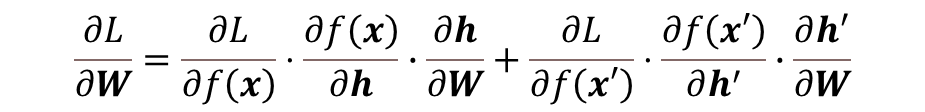 ∂L/∂W = ∂L/∂f(x) · ∂f(x)/∂h · ∂h/∂W + ∂L/∂f(x′) · ∂f(x′)/∂h′ · ∂h′/∂W